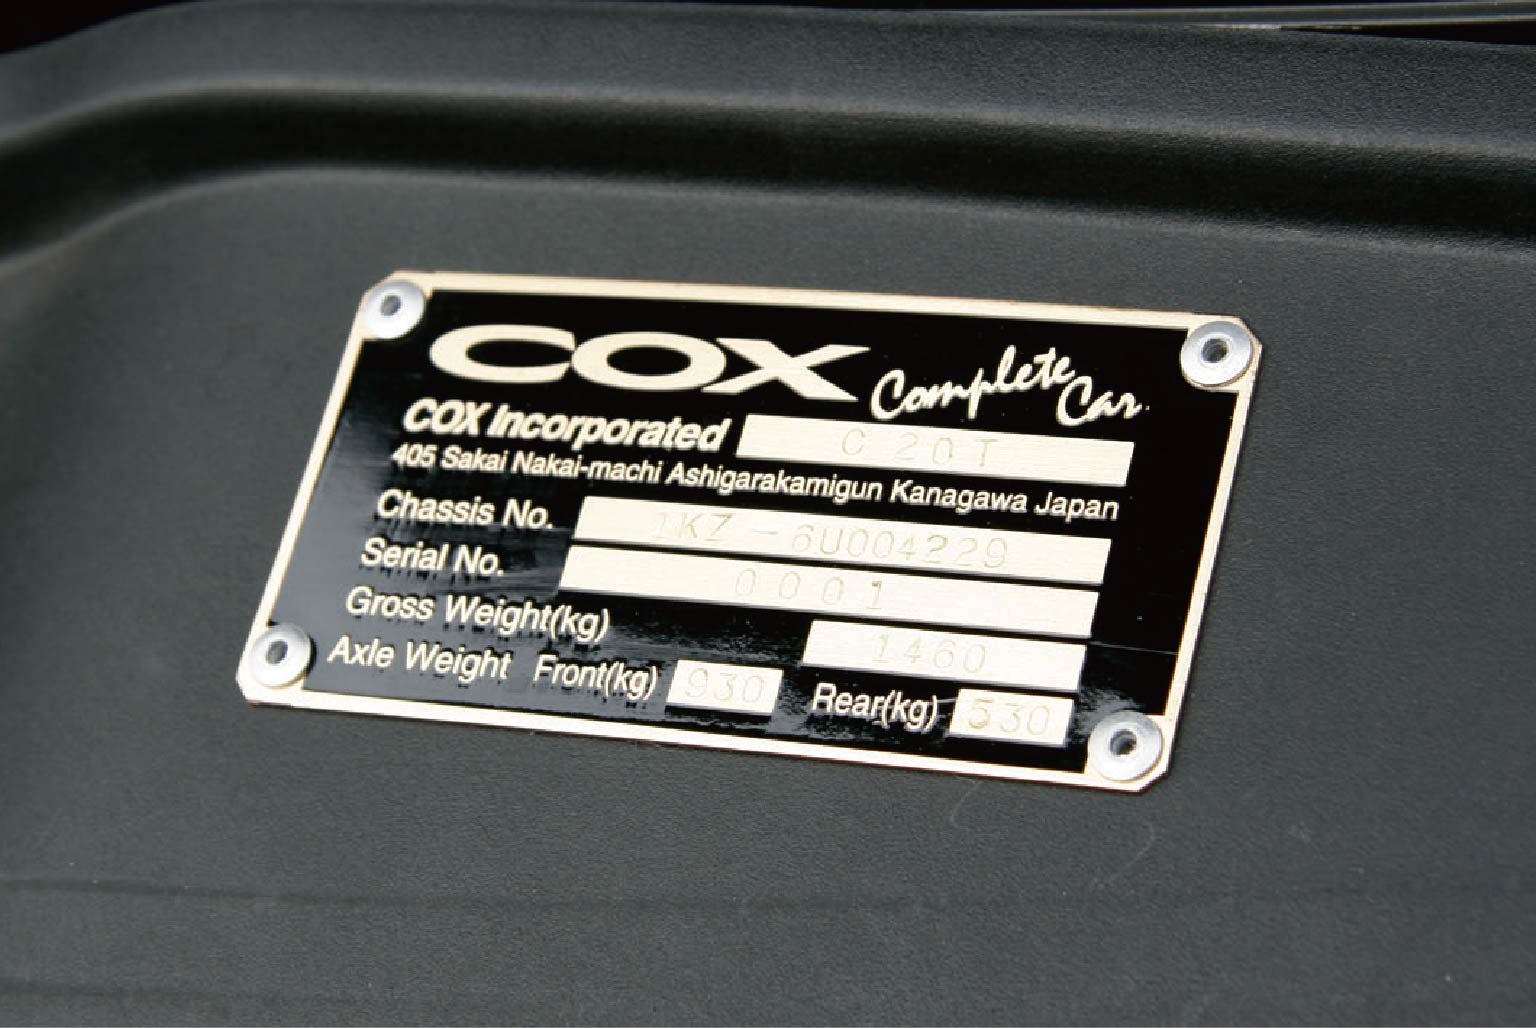 COX Complete Car
COX Incorporated C 20T
405 Sakai Nakai-machi Ashigarakamigun Kanagawa Japan
Chassis No. 1KZ-6U004229
Serial No. 0001
Gross Weight(kg) 1460
Axle Weight Front(kg) 930 Rear(kg) 530